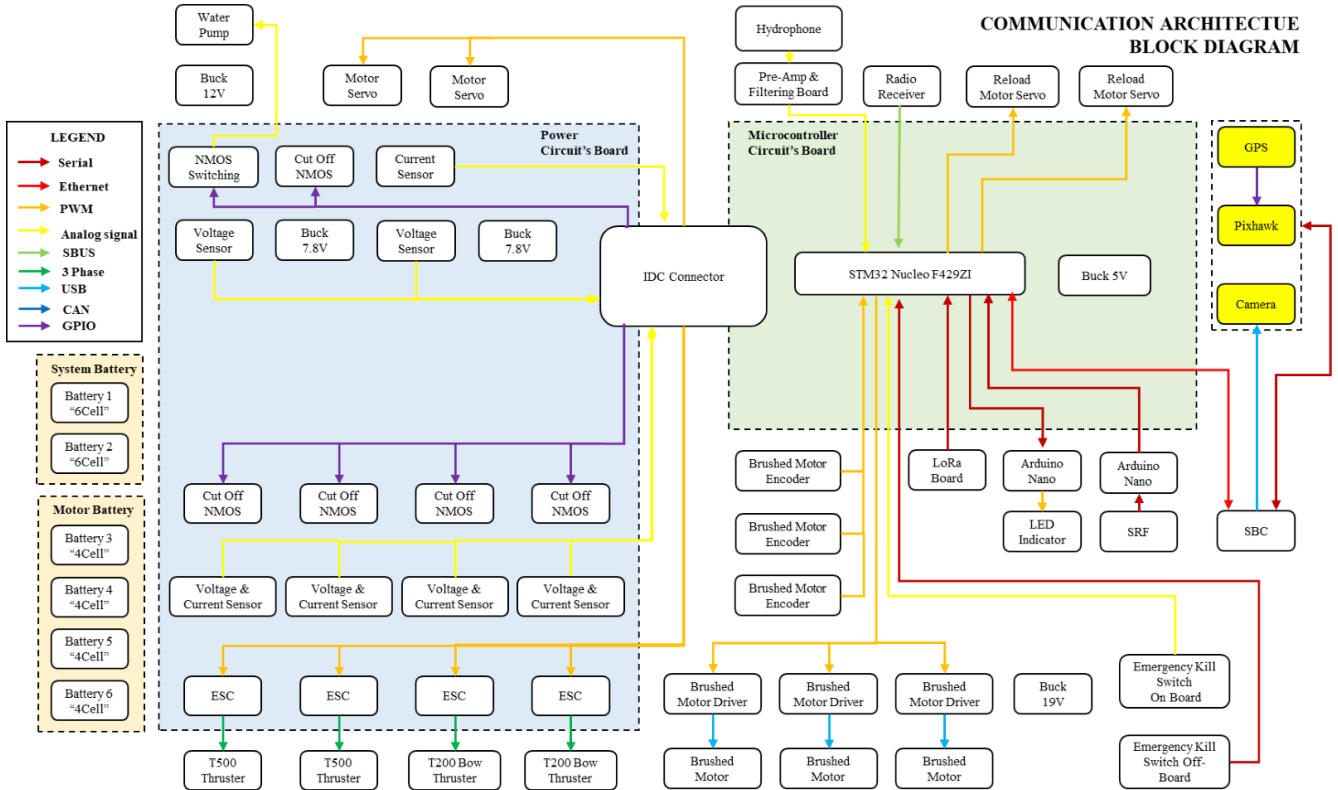 COMMUNICATION ARCHITECTUE
BLOCK DIAGRAM
Water
Pump
Buck
12V
Motor
Servo
Motor
Servo
Hydrophone
Pre-Amp &
Filtering Board
Radio
Receiver
Reload
Motor Servo
Reload
Motor Servo
LEGEND
Serial
Ethernet
PWM
Analog signal
SBUS
3 Phase
USB
CAN
GPIO
Power
Circuit's Board
NMOS
Switching
Cut Off
NMOS
Current
Sensor
Voltage
Sensor
Buck
7.8V
Voltage
Sensor
Buck
7.8V
IDC Connector
Microcontroller
Circuit's Board
STM32 Nucleo F429ZI
Buck 5V
GPS
Pixhawk
Camera
System Battery
Battery 1
“6Cell”
Battery 2
“6Cell”
Motor Battery
Battery 3
“4Cell”
Battery 4
“4Cell”
Battery 5
“4Cell”
Battery 6
“4Cell”
Cut Off
NMOS
Cut Off
NMOS
Cut Off
NMOS
Cut Off
NMOS
Voltage &
Current Sensor
Voltage &
Current Sensor
Voltage &
Current Sensor
Voltage &
Current Sensor
ESC
ESC
ESC
ESC
T500
Thruster
T500
Thruster
T200 Bow
Thruster
T200 Bow
Thruster
Brushed Motor
Encoder
Brushed Motor
Encoder
Brushed Motor
Encoder
LoRa
Board
Arduino
Nano
Arduino
Nano
LED
Indicator
SRF
SBC
Brushed
Motor Driver
Brushed
Motor Driver
Brushed
Motor Driver
Buck
19V
Emergency Kill
Switch
On Board
Brushed
Motor
Brushed
Motor
Brushed
Motor
Emergency Kill
Switch Off-
Board